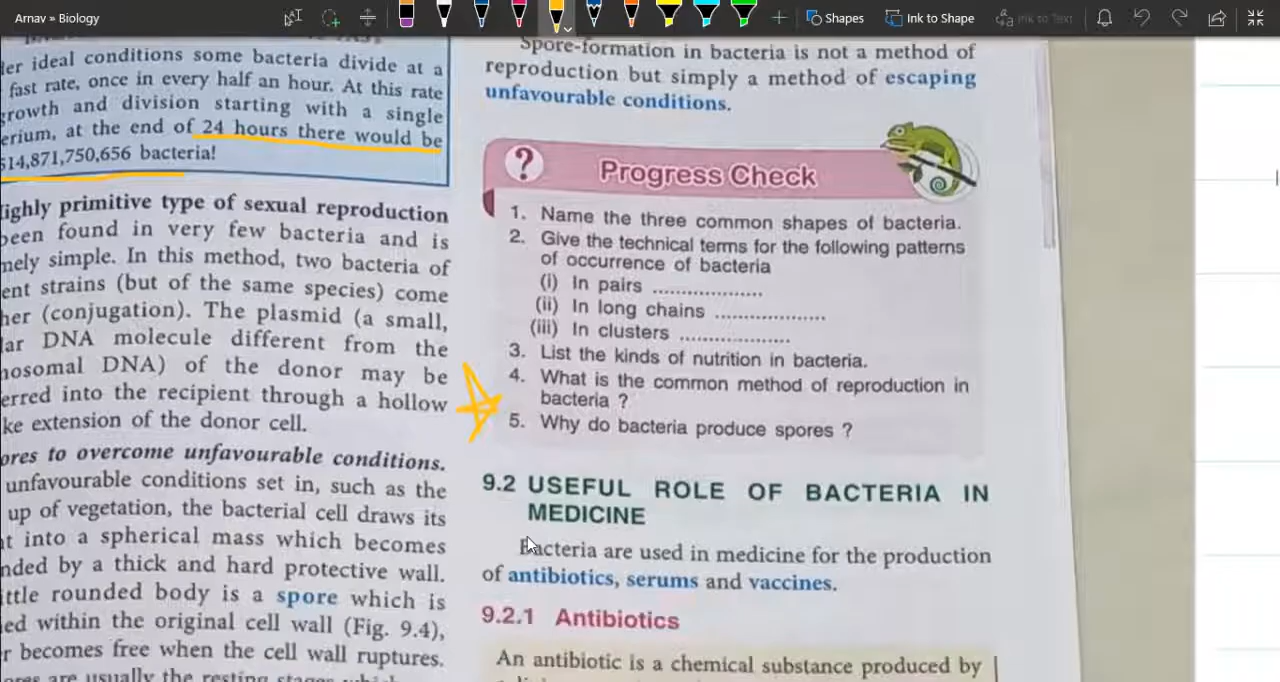 Arnav » Biology
Shapes
Ink to Shape
Ink to Text
ler ideal conditions some bacteria divide at a
fast rate, once in every half an hour. At this rate
growth and division starting with a single
erium, at the end of 24 hours there would be
514,871,750,656 bacteria!
Highly primitive type of sexual reproduction
been found in very few bacteria and is
mely simple. In this method, two bacteria of
ent strains (but of the same species) come
her (conjugation). The plasmid (a small,
lar DNA molecule different from the
mosomal DNA) of the donor may be
erred into the recipient through a hollow
ke extension of the donor cell.
ores to overcome unfavourable conditions.
unfavourable conditions set in, such as the
up of vegetation, the bacterial cell draws its
nt into a spherical mass which becomes
nded by a thick and hard protective wall.
ittle rounded body is a spore which is
ed within the original cell wall (Fig. 9.4),
r becomes free when the cell wall ruptures.
ores are usually the resting stages which
Spore-formation in bacteria is not a method of
reproduction but simply a method of escaping
unfavourable conditions.
? Progress Check
1. Name the three common shapes of bacteria.
2. Give the technical terms for the following patterns
of occurrence of bacteria
(i) In pairs ...................
(ii) In long chains ...................
(iii) In clusters ...................
3. List the kinds of nutrition in bacteria.
4. What is the common method of reproduction in
bacteria ?
5. Why do bacteria produce spores ?
9.2 USEFUL ROLE OF BACTERIA IN
MEDICINE
Bacteria are used in medicine for the production
of antibiotics, serums and vaccines.
9.2.1 Antibiotics
An antibiotic is a chemical substance produced by